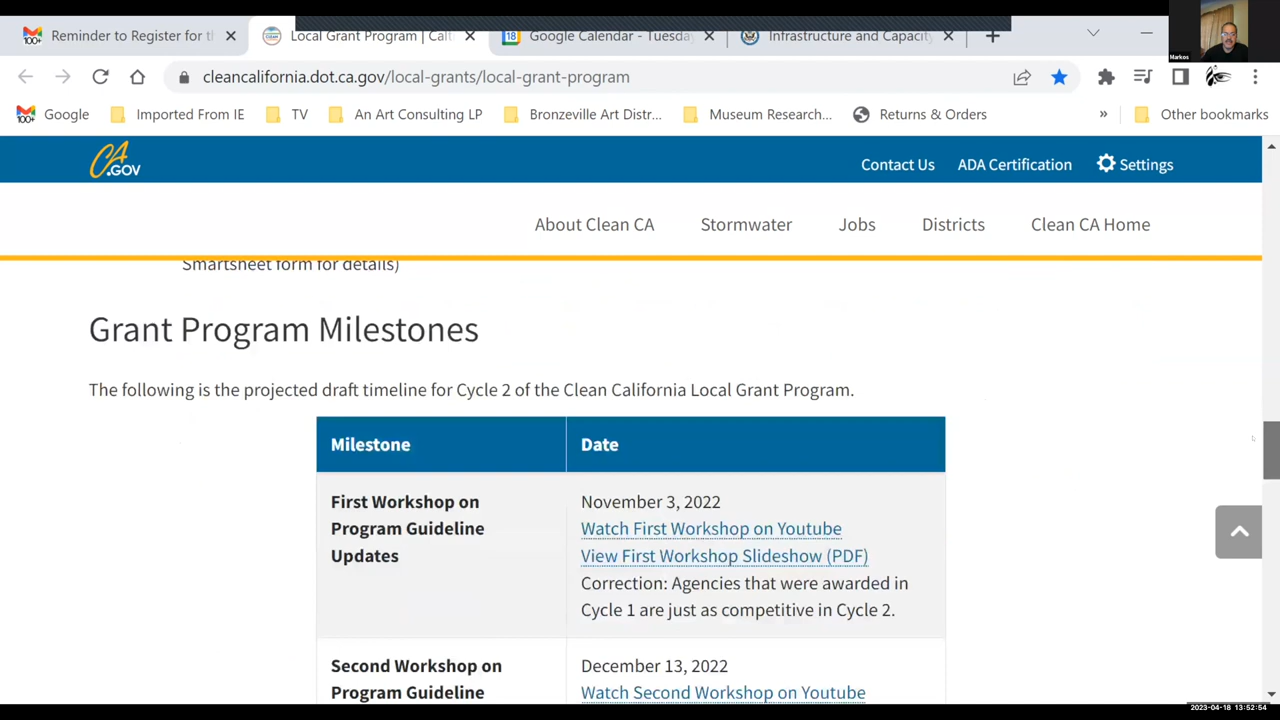 100+ Reminder to Register for th
Local Grant Program | Calt
18 Google Calendar - Tuesda
Infrastructure and Capacity
Markos
cleancalifornia.dot.ca.gov/local-grants/local-grant-program
100+ Google
Imported From IE
TV
An Art Consulting LP
Bronzeville Art Distr...
Museum Research...
Returns & Orders
»
Other bookmarks
CA.GOV
Contact Us
ADA Certification
Settings
About Clean CA
Stormwater
Jobs
Districts
Clean CA Home
Smartsheet form for details)
Grant Program Milestones
The following is the projected draft timeline for Cycle 2 of the Clean California Local Grant Program.
Milestone
Date
First Workshop on
Program Guideline
Updates
November 3, 2022
Watch First Workshop on Youtube
View First Workshop Slideshow (PDF)
Correction: Agencies that were awarded in
Cycle 1 are just as competitive in Cycle 2.
Second Workshop on
Program Guideline
December 13, 2022
Watch Second Workshop on Youtube
2023-04-18 13:52:54